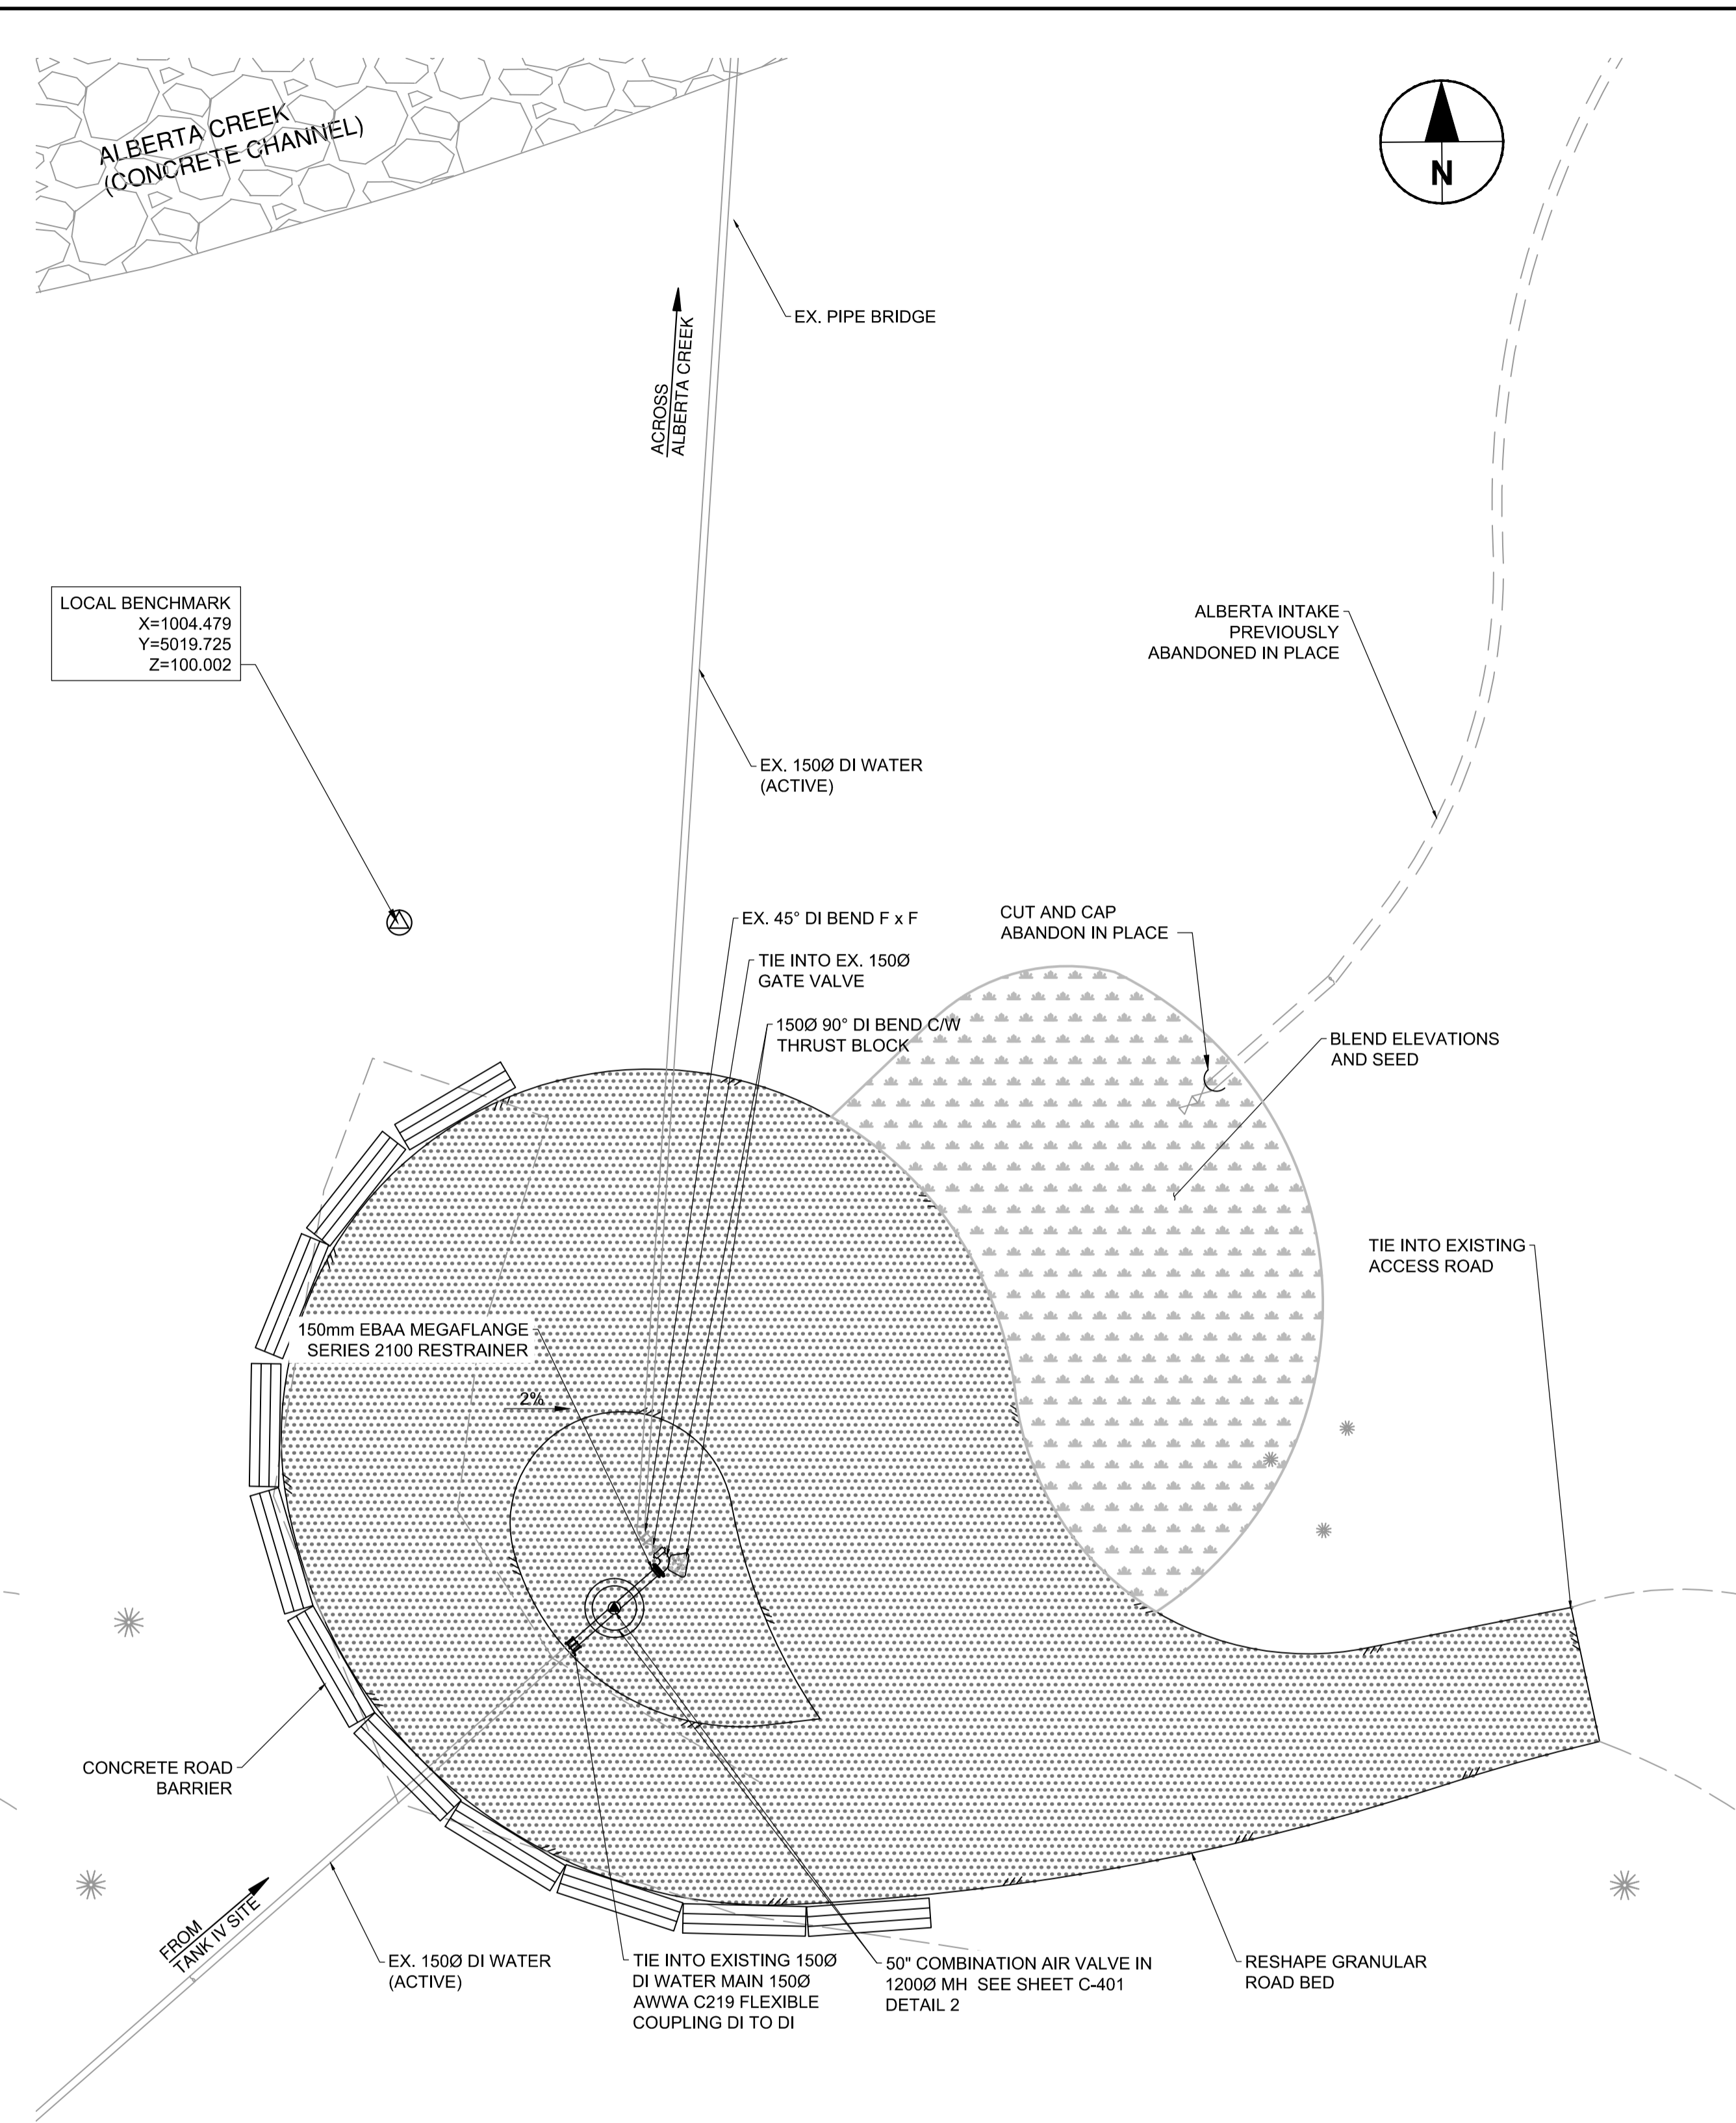 ALBERTA CREEK
(CONCRETE CHANNEL)
N
EX. PIPE BRIDGE
ACROSS
ALBERTA CREEK
LOCAL BENCHMARK
X=1004.479
Y=5019.725
Z=100.002
ALBERTA INTAKE
PREVIOUSLY
ABANDONED IN PLACE
EX. 150Ø DI WATER
(ACTIVE)
EX. 45° DI BEND F x F
CUT AND CAP
ABANDON IN PLACE
TIE INTO EX. 150Ø
GATE VALVE
150Ø 90° DI BEND C/W
THRUST BLOCK
BLEND ELEVATIONS
AND SEED
TIE INTO EXISTING
ACCESS ROAD
150mm EBAA MEGAFLANGE
SERIES 2100 RESTRAINER
2%
CONCRETE ROAD
BARRIER
FROM
TANK IV SITE
EX. 150Ø DI WATER
(ACTIVE)
TIE INTO EXISTING 150Ø
DI WATER MAIN 150Ø
AWWA C219 FLEXIBLE
COUPLING DI TO DI
50" COMBINATION AIR VALVE IN
1200Ø MH  SEE SHEET C-401
DETAIL 2
RESHAPE GRANULAR
ROAD BED